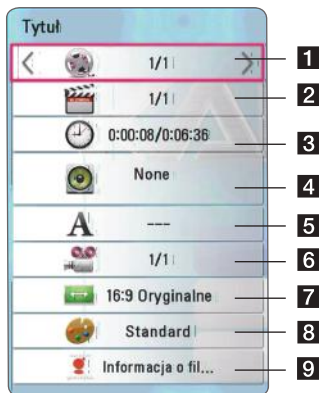 Tytuł
1/1
1
1/1
2
0:00:08/0:06:36
3
None
4
A
---
5
1/1
6
16:9 Oryginalne
7
Standard
8
Informacja o fil...
9